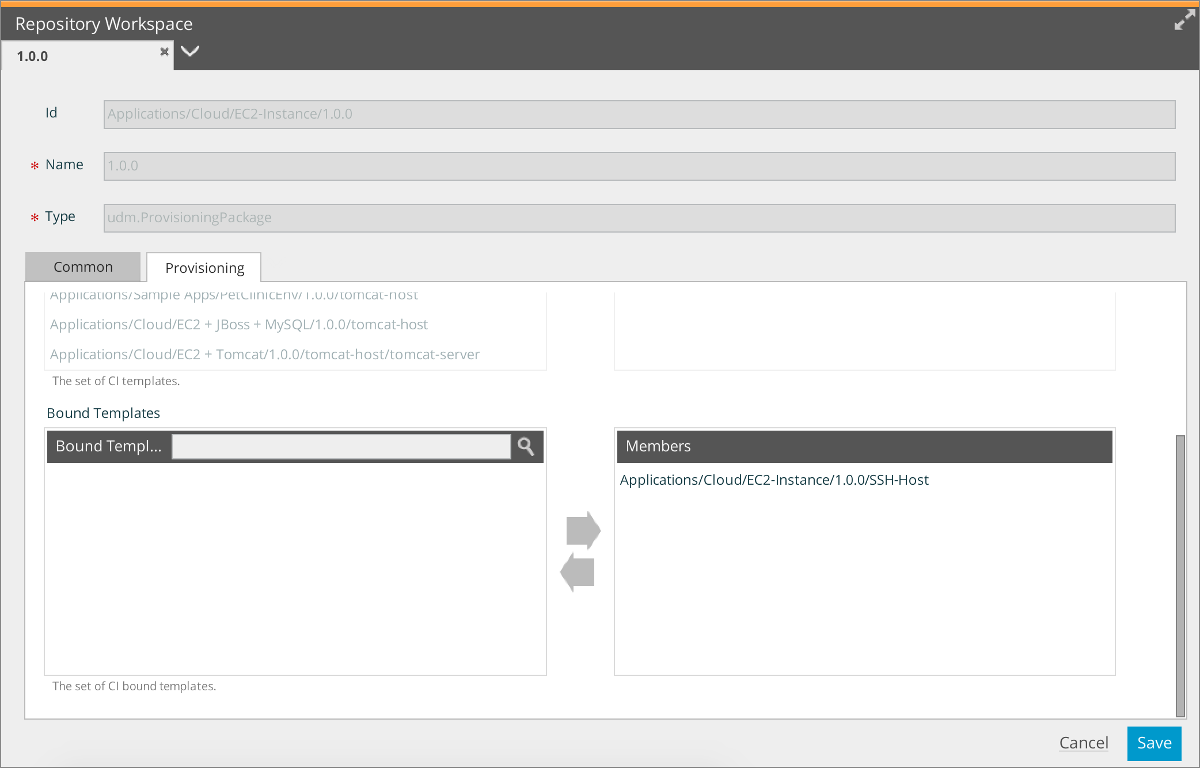 Repository Workspace
1.0.0
Id
Applications/Cloud/EC2-Instance/1.0.0
* Name
1.0.0
* Type
udm.ProvisioningPackage
Common
Provisioning
Applications/Sample Apps/PetClinicEnv/1.0.0/tomcat-host
Applications/Cloud/EC2 + JBoss + MySQL/1.0.0/tomcat-host
Applications/Cloud/EC2 + Tomcat/1.0.0/tomcat-host/tomcat-server
The set of CI templates.
Bound Templates
Bound Templ...
Members
Applications/Cloud/EC2-Instance/1.0.0/SSH-Host
The set of CI bound templates.
Cancel
Save